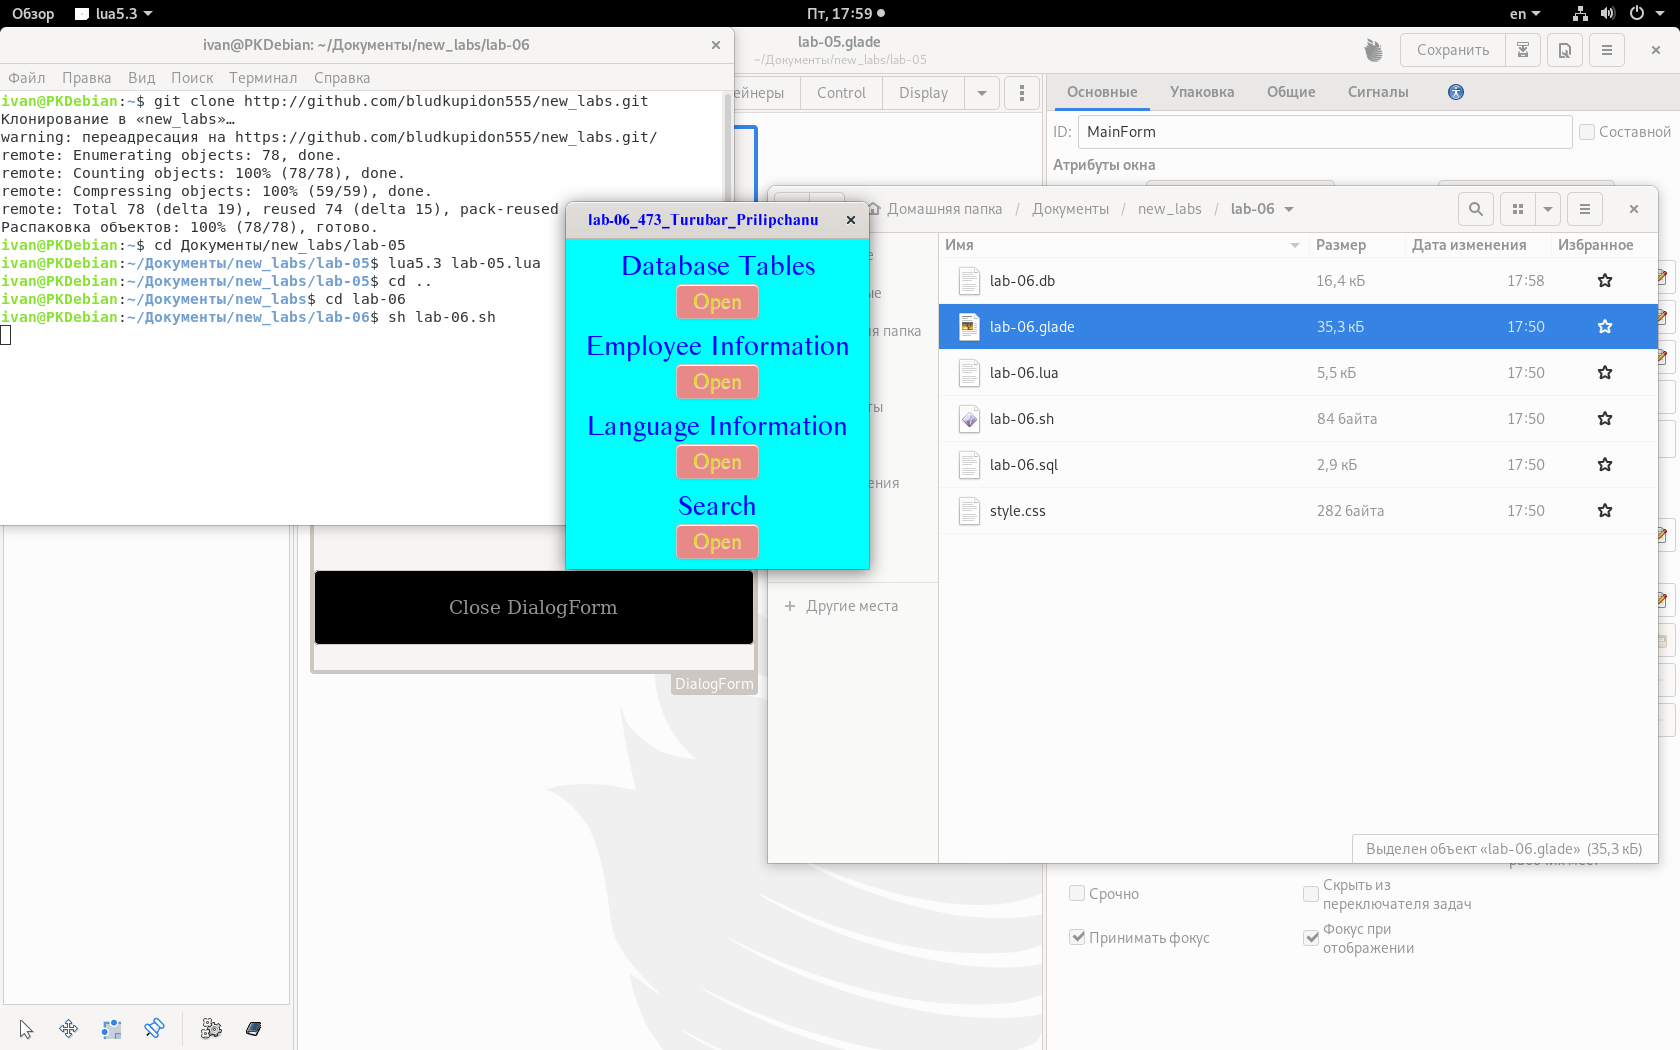 Обзор
lua5.3
Пт, 17:59
en
ivan@PKDebian: ~/Документы/new_labs/lab-06
Файл Правка Вид Поиск Терминал Справка
ivan@PKDebian:~$ git clone http://github.com/bludkupidon555/new_labs.git
Клонирование в «new_labs»…
warning: переадресация на https://github.com/bludkupidon555/new_labs.git/
remote: Enumerating objects: 78, done.
remote: Counting objects: 100% (78/78), done.
remote: Compressing objects: 100% (59/59), done.
remote: Total 78 (delta 19), reused 74 (delta 15), pack-reused
Распаковка объектов: 100% (78/78), готово.
ivan@PKDebian:~$ cd Документы/new_labs/lab-05
ivan@PKDebian:~/Документы/new_labs/lab-05$ lua5.3 lab-05.lua
ivan@PKDebian:~/Документы/new_labs/lab-05$ cd ..
ivan@PKDebian:~/Документы/new_labs$ cd lab-06
ivan@PKDebian:~/Документы/new_labs/lab-06$ sh lab-06.sh
lab-05.glade
~/Документы/new_labs/lab-05
Сохранить
ейнеры Control Display
Основные Упаковка Общие Сигналы
ID: MainForm Составной
Атрибуты окна
lab-06_473_Turubar_Prilipchanu
Database Tables
Open
Employee Information
Open
Language Information
Open
Search
Open
Домашняя папка / Документы / new_labs / lab-06
Имя Размер Дата изменения Избранное
lab-06.db 16,4 кБ 17:58
lab-06.glade 35,3 кБ 17:50
lab-06.lua 5,5 кБ 17:50
lab-06.sh 84 байта 17:50
lab-06.sql 2,9 кБ 17:50
style.css 282 байта 17:50
е
ые
я папка
ты
ения
Другие места
Выделен объект «lab-06.glade» (35,3 кБ)
Close DialogForm
DialogForm
Срочно
Скрыть из
переключателя задач
Принимать фокус
Фокус при
отображении